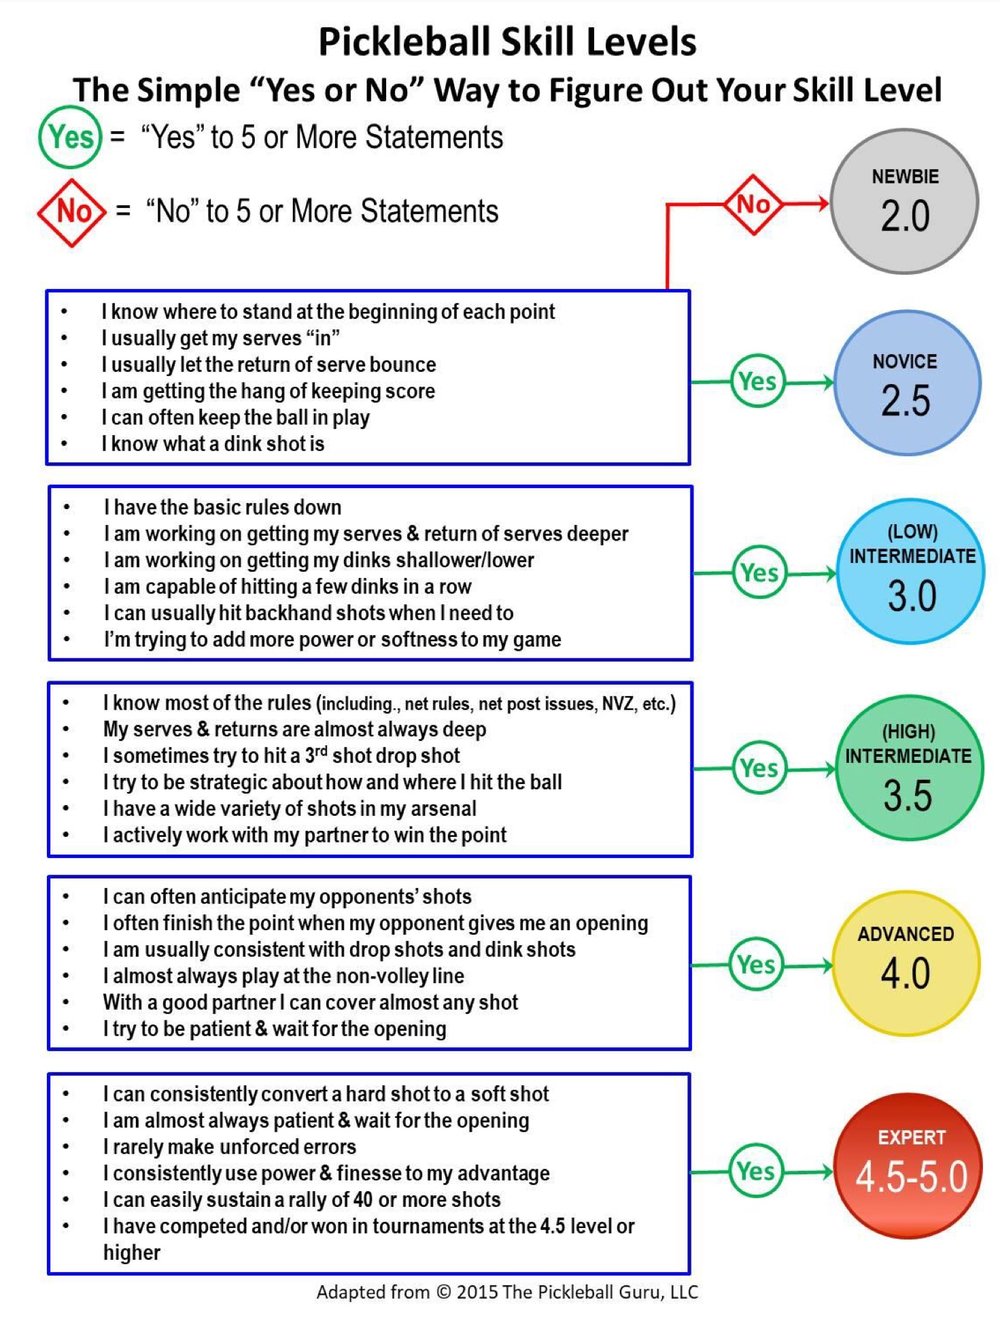 Pickleball Skill Levels
The Simple “Yes or No” Way to Figure Out Your Skill Level
Yes = “Yes” to 5 or More Statements
No = “No” to 5 or More Statements
No
NEWBIE
2.0
• I know where to stand at the beginning of each point
• I usually get my serves “in”
• I usually let the return of serve bounce
• I am getting the hang of keeping score
• I can often keep the ball in play
• I know what a dink shot is
Yes
NOVICE
2.5
• I have the basic rules down
• I am working on getting my serves & return of serves deeper
• I am working on getting my dinks shallower/lower
• I am capable of hitting a few dinks in a row
• I can usually hit backhand shots when I need to
• I’m trying to add more power or softness to my game
Yes
(LOW)
INTERMEDIATE
3.0
• I know most of the rules (including., net rules, net post issues, NVZ, etc.)
• My serves & returns are almost always deep
• I sometimes try to hit a 3rd shot drop shot
• I try to be strategic about how and where I hit the ball
• I have a wide variety of shots in my arsenal
• I actively work with my partner to win the point
Yes
(HIGH)
INTERMEDIATE
3.5
• I can often anticipate my opponents’ shots
• I often finish the point when my opponent gives me an opening
• I am usually consistent with drop shots and dink shots
• I almost always play at the non-volley line
• With a good partner I can cover almost any shot
• I try to be patient & wait for the opening
Yes
ADVANCED
4.0
• I can consistently convert a hard shot to a soft shot
• I am almost always patient & wait for the opening
• I rarely make unforced errors
• I consistently use power & finesse to my advantage
• I can easily sustain a rally of 40 or more shots
• I have competed and/or won in tournaments at the 4.5 level or
higher
Yes
EXPERT
4.5-5.0
Adapted from © 2015 The Pickleball Guru, LLC